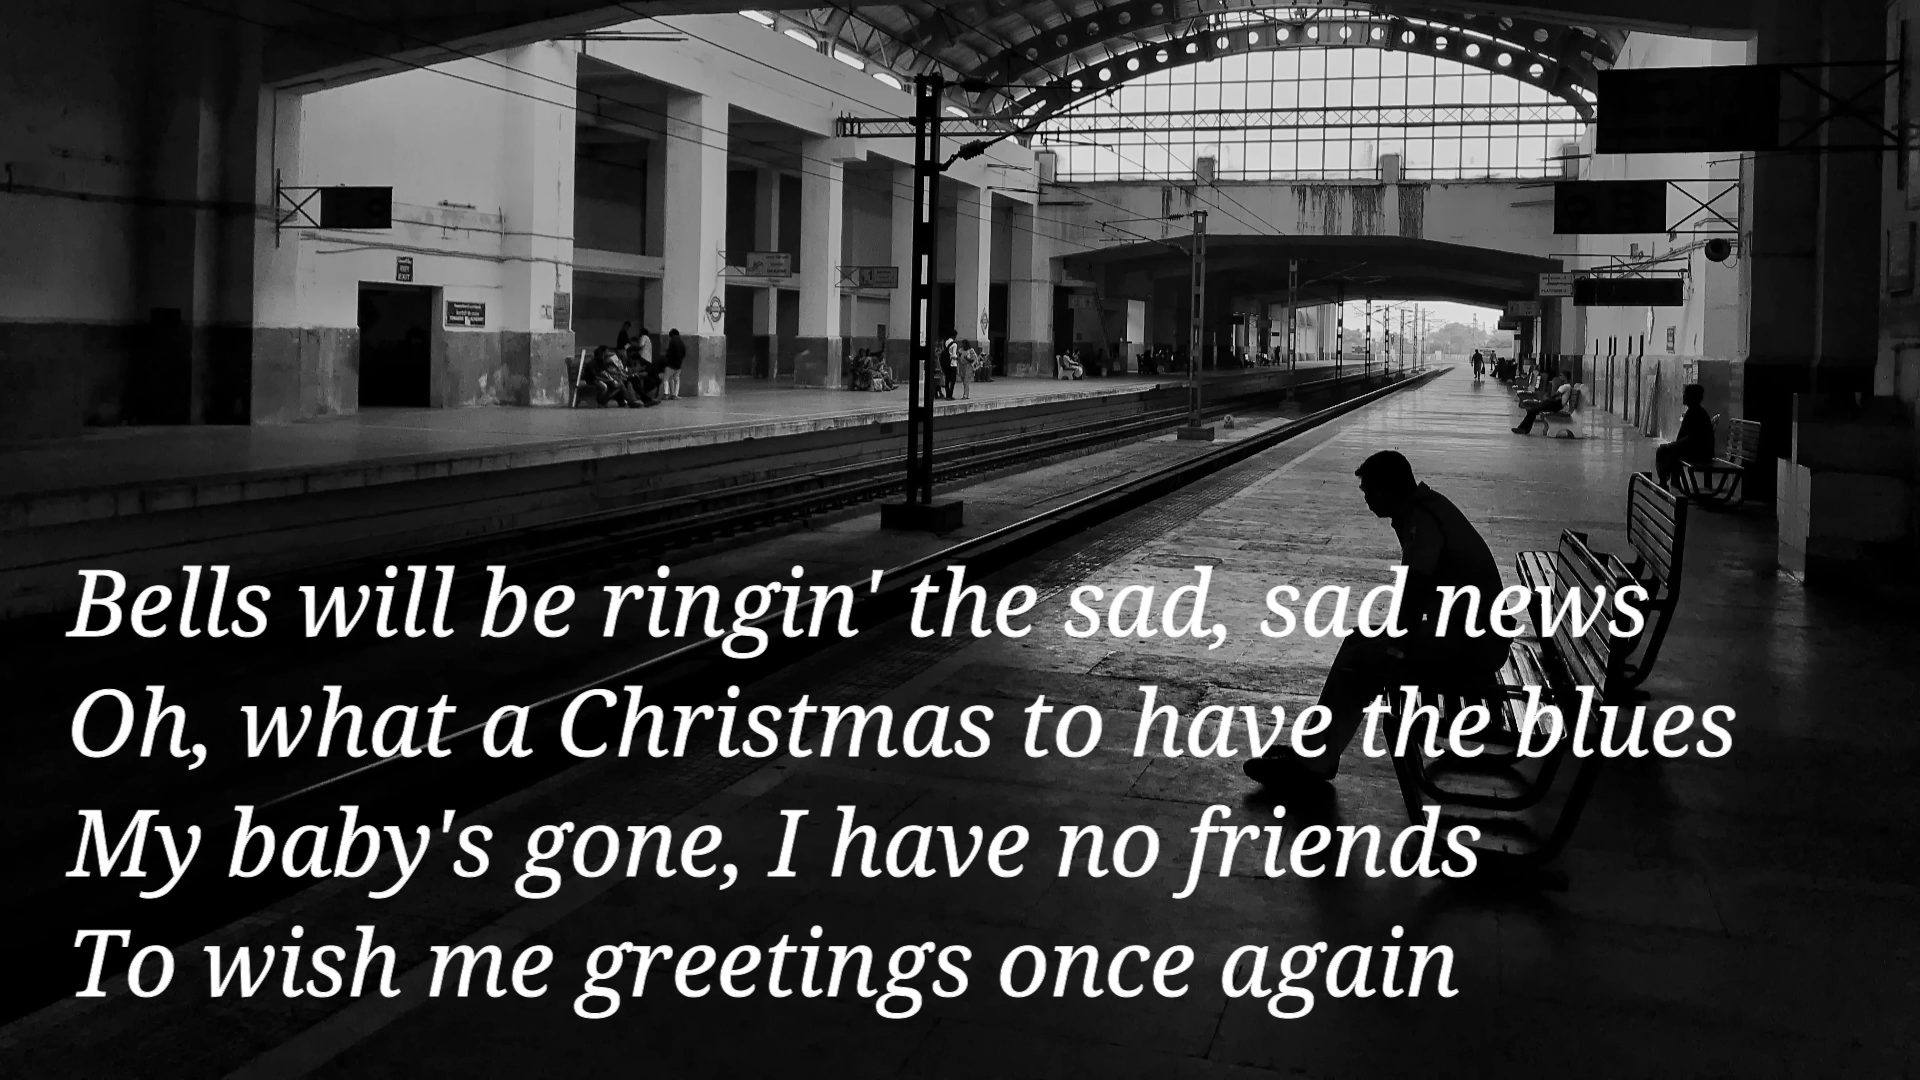 Bells will be ringin' the sad, sad news
Oh, what a Christmas to have the blues
My baby's gone, I have no friends
To wish me greetings once again